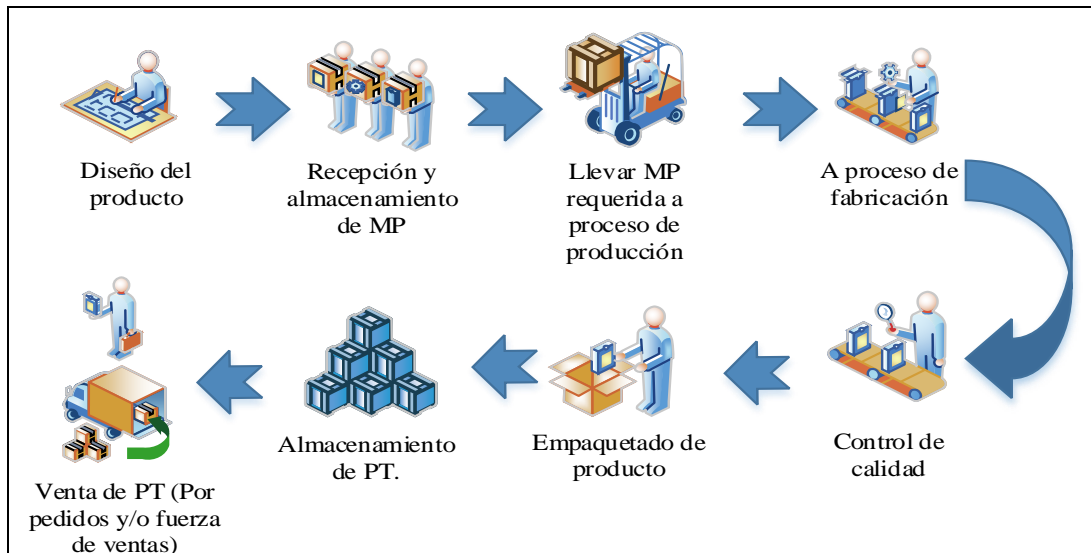 Diseño del
producto
Recepción y
almacenamiento
de MP
Llevar MP
requerida a
proceso de
producción
A proceso de
fabricación
Control de
calidad
Empaquetado de
producto
Almacenamiento
de PT.
Venta de PT (Por
pedidos y/o fuerza
de ventas)